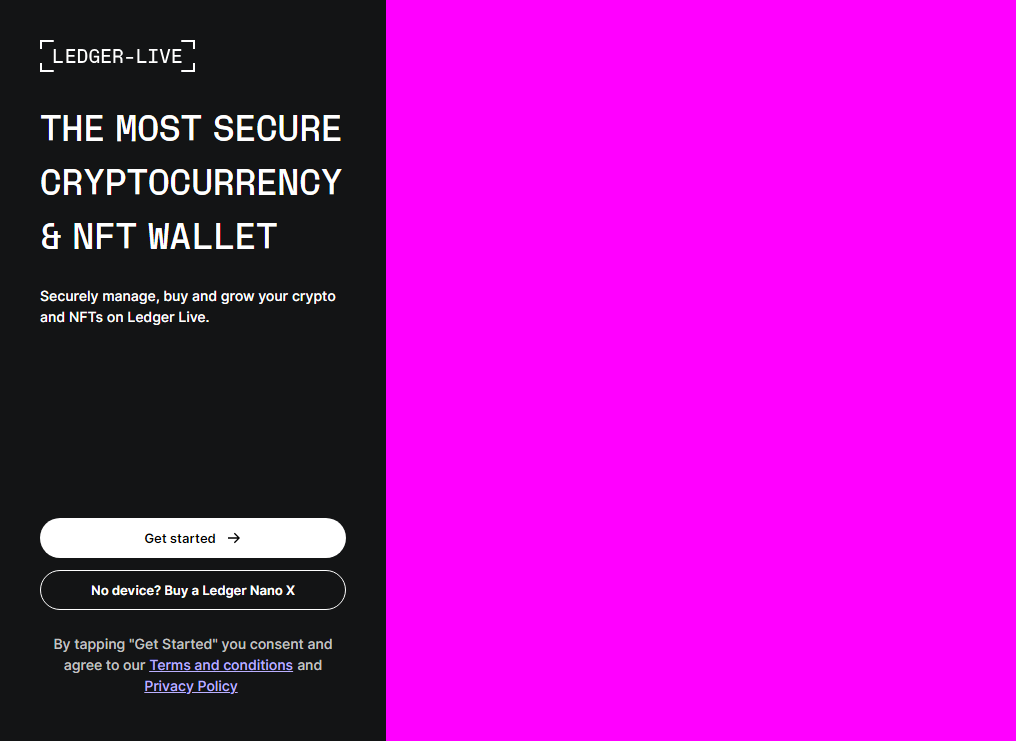 LEDGER-LIVE
THE MOST SECURE
CRYPTOCURRENCY
& NFT WALLET
Securely manage, buy and grow your crypto
and NFTs on Ledger Live.
Get started
No device? Buy a Ledger Nano X
By tapping "Get Started" you consent and
agree to our Terms and conditions and
Privacy Policy